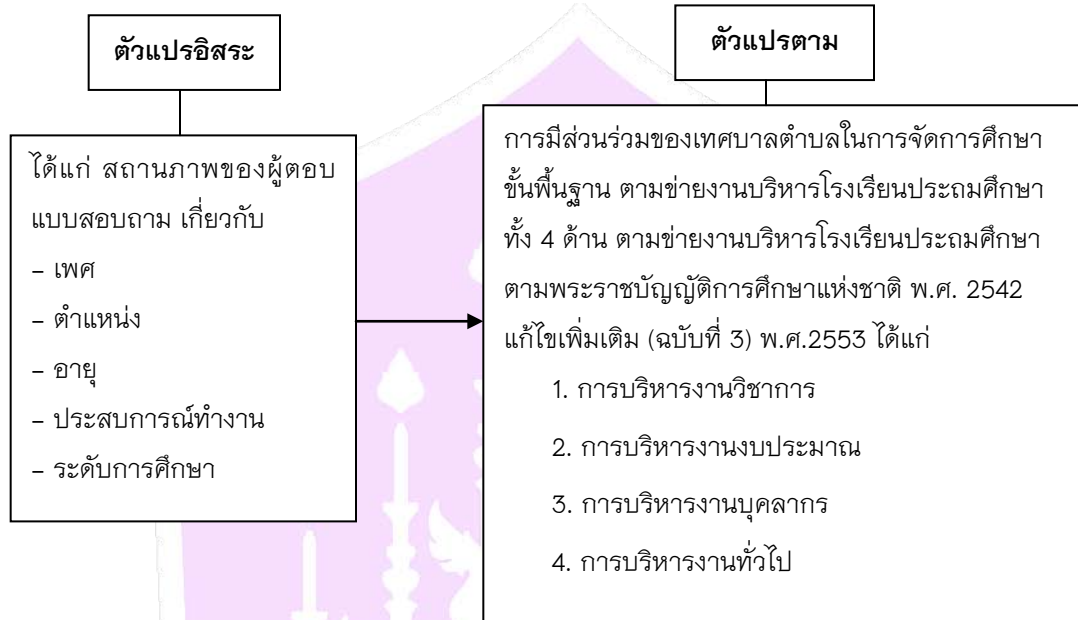 ตัวแปรอิสระ
ได้แก่ สถานภาพของผู้ตอบ
แบบสอบถาม เกี่ยวกับ
– เพศ
– ตำแหน่ง
– อายุ
– ประสบการณ์ทำงาน
– ระดับการศึกษา
ตัวแปรตาม
การมีส่วนร่วมของเทศบาลตำบลในการจัดการศึกษา
ขั้นพื้นฐาน ตามข่ายงานบริหารโรงเรียนประถมศึกษา
ทั้ง 4 ด้าน ตามข่ายงานบริหารโรงเรียนประถมศึกษา
ตามพระราชบัญญัติการศึกษาแห่งชาติ พ.ศ. 2542
แก้ไขเพิ่มเติม (ฉบับที่ 3) พ.ศ.2553 ได้แก่
1. การบริหารงานวิชาการ
2. การบริหารงานงบประมาณ
3. การบริหารงานบุคลากร
4. การบริหารงานทั่วไป